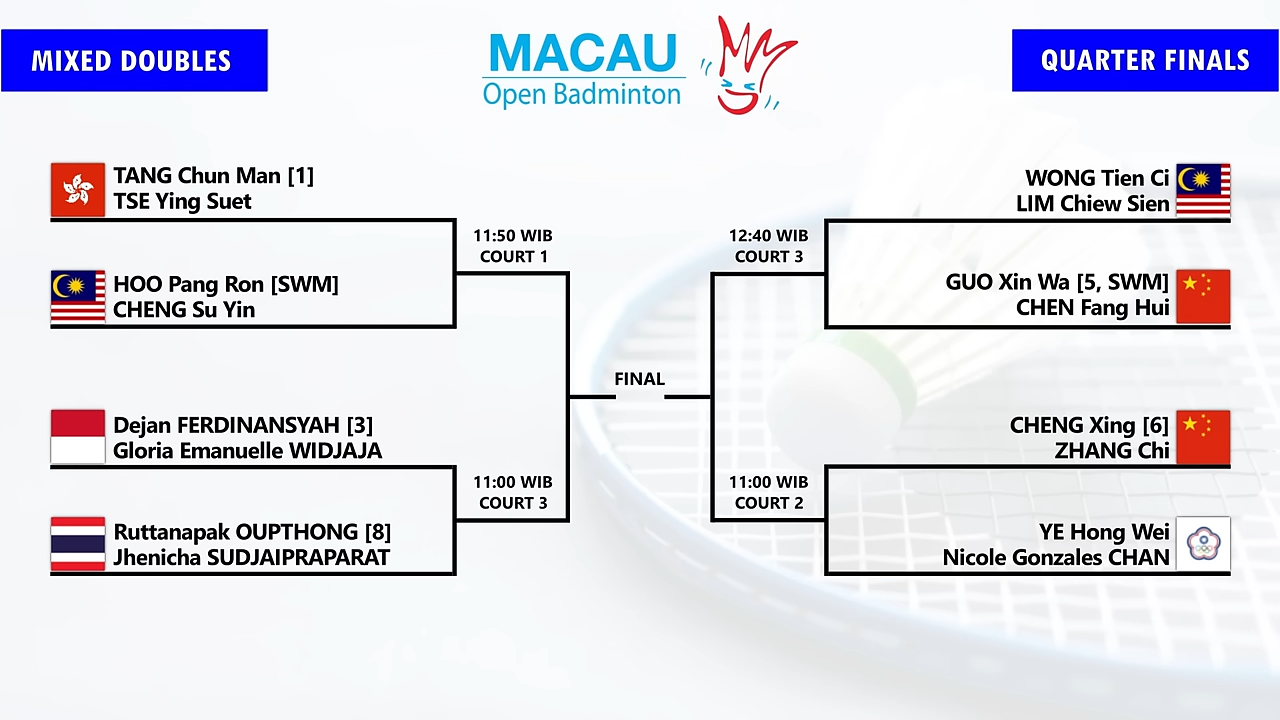 MIXED DOUBLES
MACAU
Open Badminton
QUARTER FINALS
TANG Chun Man [1]
TSE Ying Suet
11:50 WIB
COURT 1
HOO Pang Ron [SWM]
CHENG Su Yin
Dejan FERDINANSYAH [3]
Gloria Emanuelle WIDJAJA
11:00 WIB
COURT 3
Ruttanapak OUPTHONG [8]
Jhenicha SUDJAIPRAPARAT
FINAL
WONG Tien Ci
LIM Chiew Sien
12:40 WIB
COURT 3
GUO Xin Wa [5, SWM]
CHEN Fang Hui
CHENG Xing [6]
ZHANG Chi
11:00 WIB
COURT 2
YE Hong Wei
Nicole Gonzales CHAN